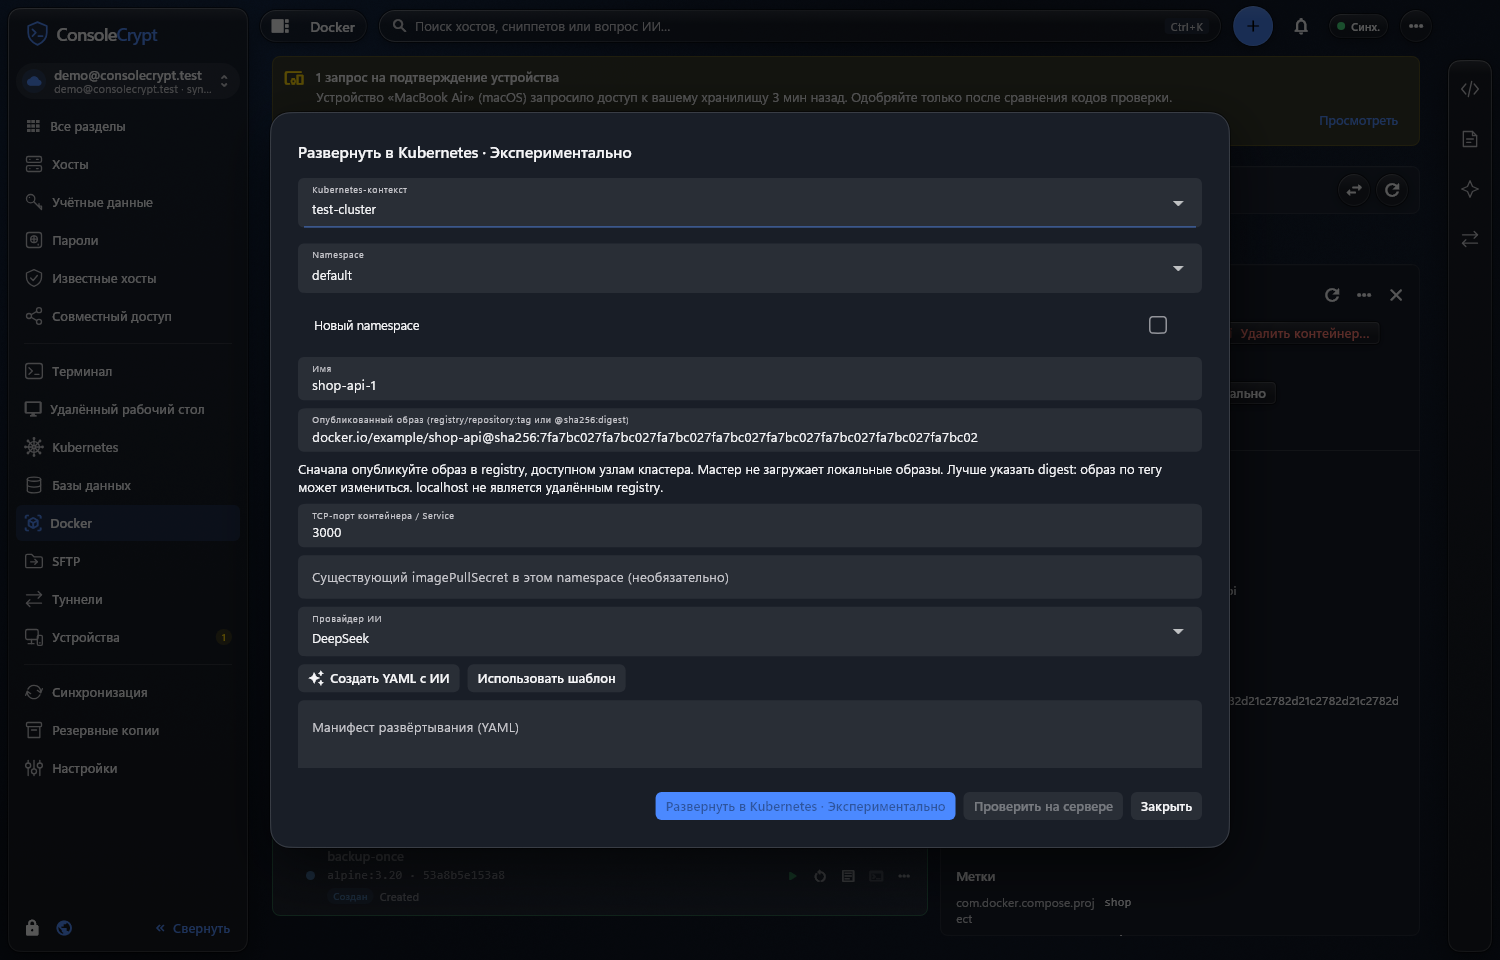 ConsoleCrypt
Docker
Поиск хостов, сниппетов или вопрос ИИ...
Ctrl+K
Синх.
demo@consolecrypt.test
demo@consolecrypt.test · syn...
Все разделы
Хосты
Учётные данные
Пароли
Известные хосты
Совместный доступ
Терминал
Удалённый рабочий стол
Kubernetes
Базы данных
Docker
SFTP
Туннели
Устройства
1
Синхронизация
Резервные копии
Настройки
Свернуть
1 запрос на подтверждение устройства
Устройство «MacBook Air» (macOS) запросило доступ к вашему хранилищу 3 мин назад. Одобряйте только после сравнения кодов проверки.
Просмотреть
Развернуть в Kubernetes · Экспериментально
Kubernetes-контекст
test-cluster
Namespace
default
Новый namespace
Имя
shop-api-1
Опубликованный образ (registry/repository:tag или @sha256:digest)
docker.io/example/shop-api@sha256:7fa7bc027fa7bc027fa7bc027fa7bc027fa7bc027fa7bc027fa7bc027fa7bc02
Сначала опубликуйте образ в registry, доступном узлам кластера. Мастер не загружает локальные образы. Лучше указать digest: образ по тегу
может измениться. localhost не является удалённым registry.
TCP-порт контейнера / Service
3000
Существующий imagePullSecret в этом namespace (необязательно)
Провайдер ИИ
DeepSeek
Создать YAML с ИИ
Использовать шаблон
Манифест развёртывания (YAML)
Развернуть в Kubernetes · Экспериментально
Проверить на сервере
Закрыть
Удалить контейнер...
ально
32d21c2782d21c2782d21c2782d
backup-once
alpine:3.20 - 53a8b5e153a8
Создан
Created
Метки
com.docker.compose.proj
ect
shop